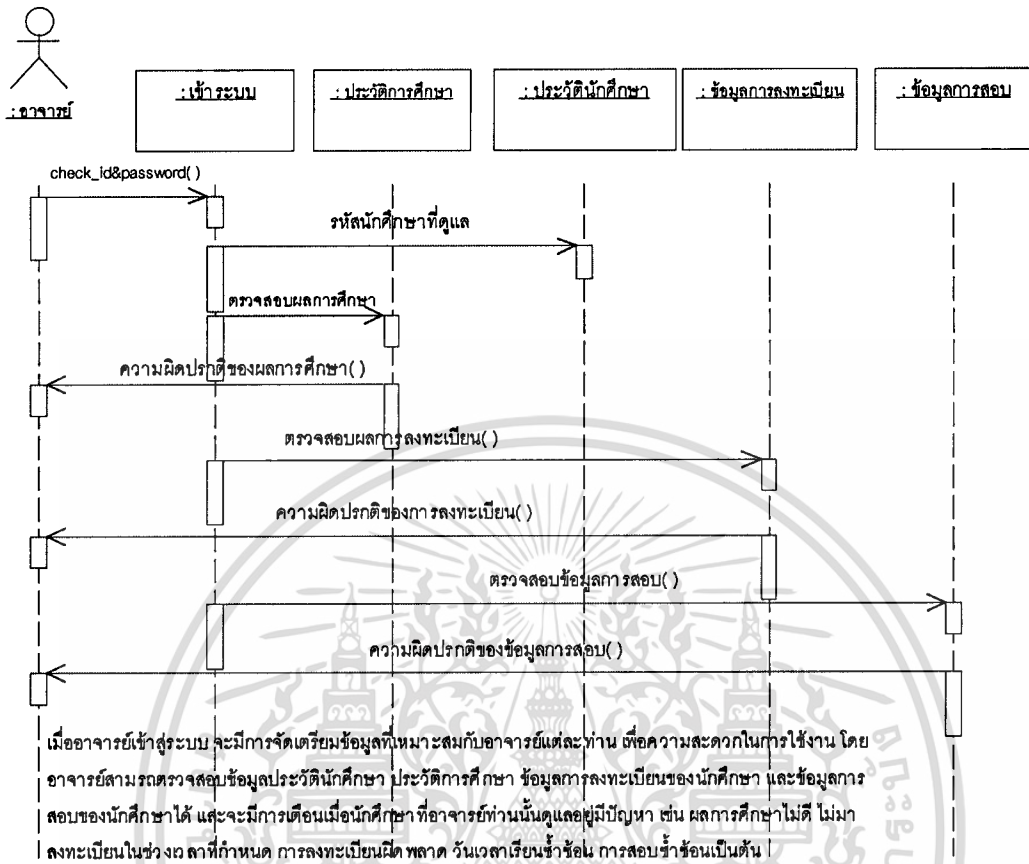 : อาจารย์
: เข้าระบบ
: ประวัติการศึกษา
: ประวัตินักศึกษา
: ข้อมูลการลงทะเบียน
: ข้อมูลการสอบ
check_id&password( )
รหัสนักศึกษาที่ดูแล
ตรวจสอบผลการศึกษา
ความผิดปรกติของผลการศึกษา( )
ตรวจสอบผลการลงทะเบียน( )
ความผิดปรกติของการลงทะเบียน( )
ตรวจสอบข้อมูลการสอบ( )
ความผิดปรกติของข้อมูลการสอบ( )
เมื่ออาจารย์เข้าสู่ระบบ จะมีการจัดเตรียมข้อมูลที่เหมาะสมกับอาจารย์แต่ละท่าน เพื่อความสะดวกในการใช้งาน โดย
อาจารย์สามารถตรวจสอบข้อมูลประวัตินักศึกษา ประวัติการศึกษา ข้อมูลการลงทะเบียนของนักศึกษา และข้อมูลการ
สอบของนักศึกษาได้ และจะมีการเตือนเมื่อนักศึกษาที่อาจารย์ท่านนั้นดูแลอยู่มีปัญหา เช่น ผลการศึกษาไม่ดี ไม่มา
ลงทะเบียนในช่วงเวลาที่กำหนด การลงทะเบียนผิดพลาด วันเวลาเรียนซ้ำซ้อน การสอบซ้ำซ้อนเป็นต้น